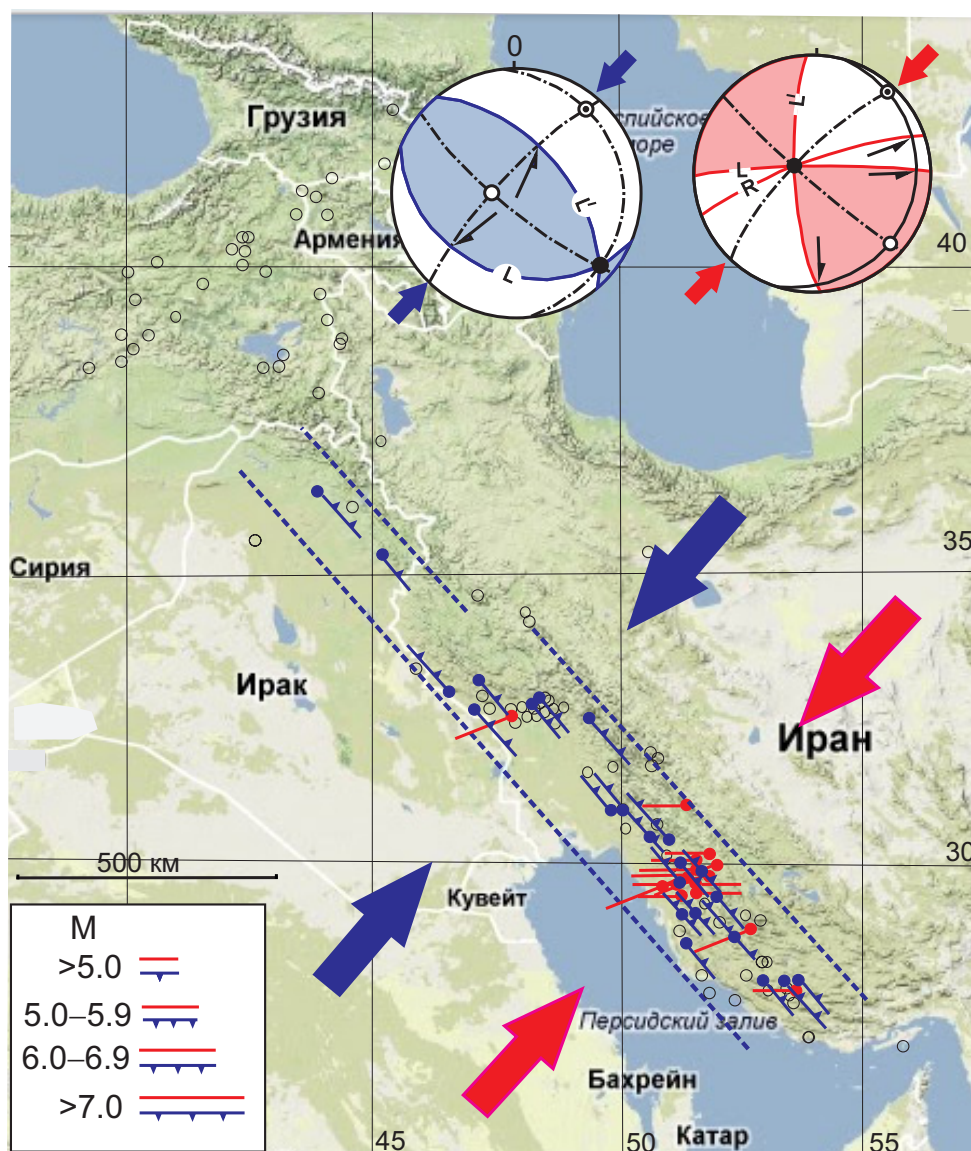 0
Грузия
спийское
море
L'
L
R
Армения
L'
L
40
35
Сирия
Ирак
Иран
500 км
30
Кувейт
M
>5.0
5.0–5.9
6.0–6.9
>7.0
Персидский залив
Бахрейн
45
50
Катар
55